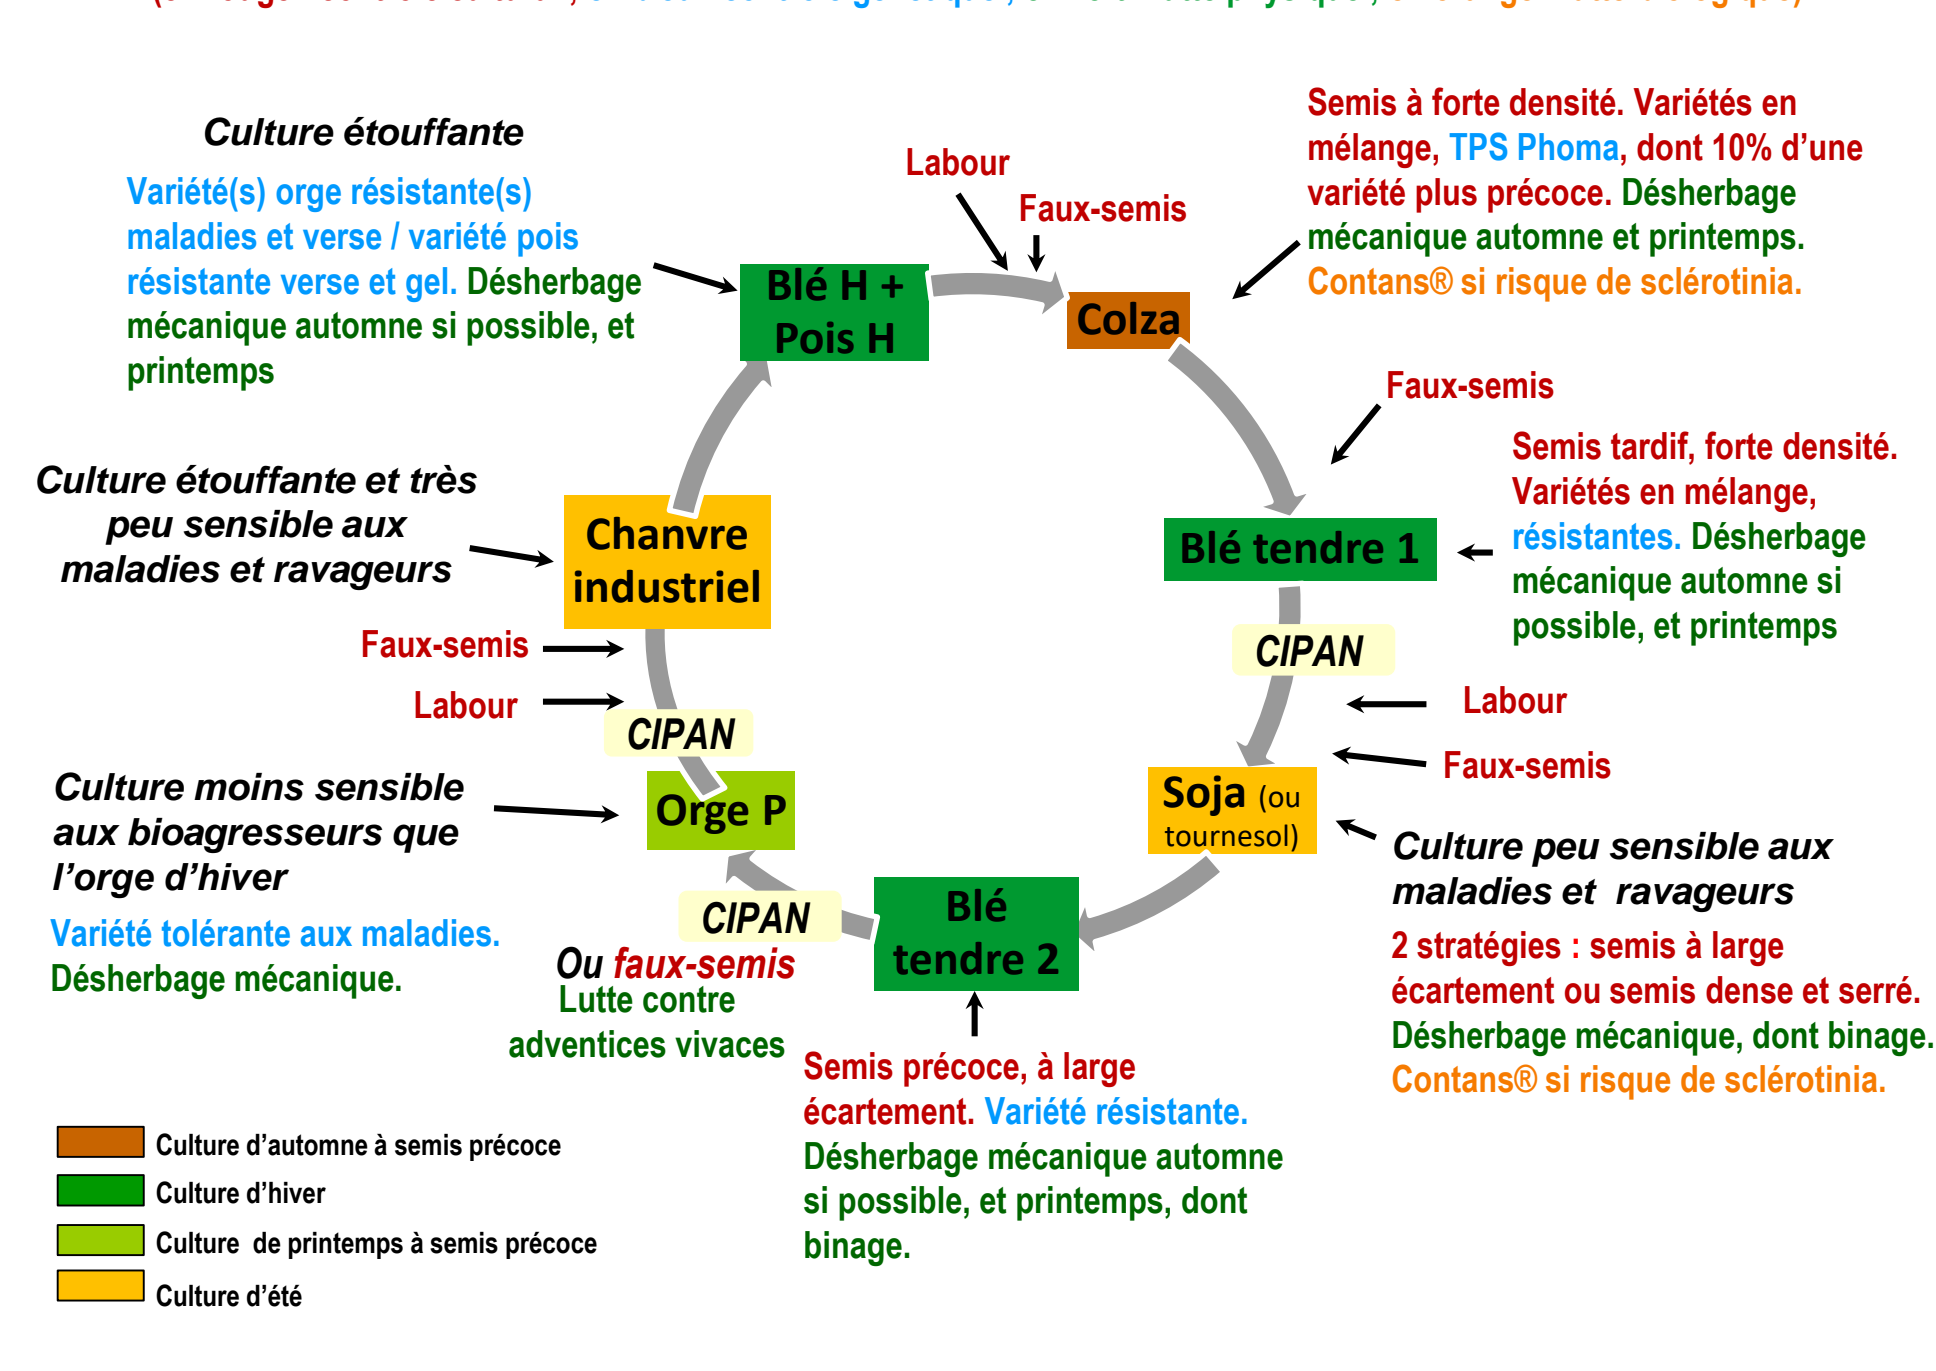 Culture étouffante
Variété(s) orge résistante(s)
maladies et verse / variété pois
résistante verse et gel. Désherbage
mécanique automne si possible, et
printemps
Labour
Faux-semis
Semis à forte densité. Variétés en
mélange, TPS Phoma, dont 10% d’une
variété plus précoce. Désherbage
mécanique automne et printemps.
Contans® si risque de sclérotinia.
Blé H +
Pois H
Colza
Faux-semis
Semis tardif, forte densité.
Variétés en mélange,
résistantes. Désherbage
mécanique automne si
possible, et printemps
Culture étouffante et très
peu sensible aux
maladies et ravageurs
Chanvre
industriel
Blé tendre 1
CIPAN
Faux-semis
Labour
CIPAN
Labour
Faux-semis
Culture moins sensible
aux bioagresseurs que
l’orge d’hiver
Variété tolérante aux maladies.
Désherbage mécanique.
Orge P
Soja (ou
tournesol)
Culture peu sensible aux
maladies et ravageurs
2 stratégies : semis à large
écartement ou semis dense et serré.
Désherbage mécanique, dont binage.
Contans® si risque de sclérotinia.
CIPAN
Ou faux-semis
Lutte contre
adventices vivaces
Blé
tendre 2
Semis précoce, à large
écartement. Variété résistante.
Désherbage mécanique automne
si possible, et printemps, dont
binage.
Culture d’automne à semis précoce
Culture d’hiver
Culture de printemps à semis précoce
Culture d’été